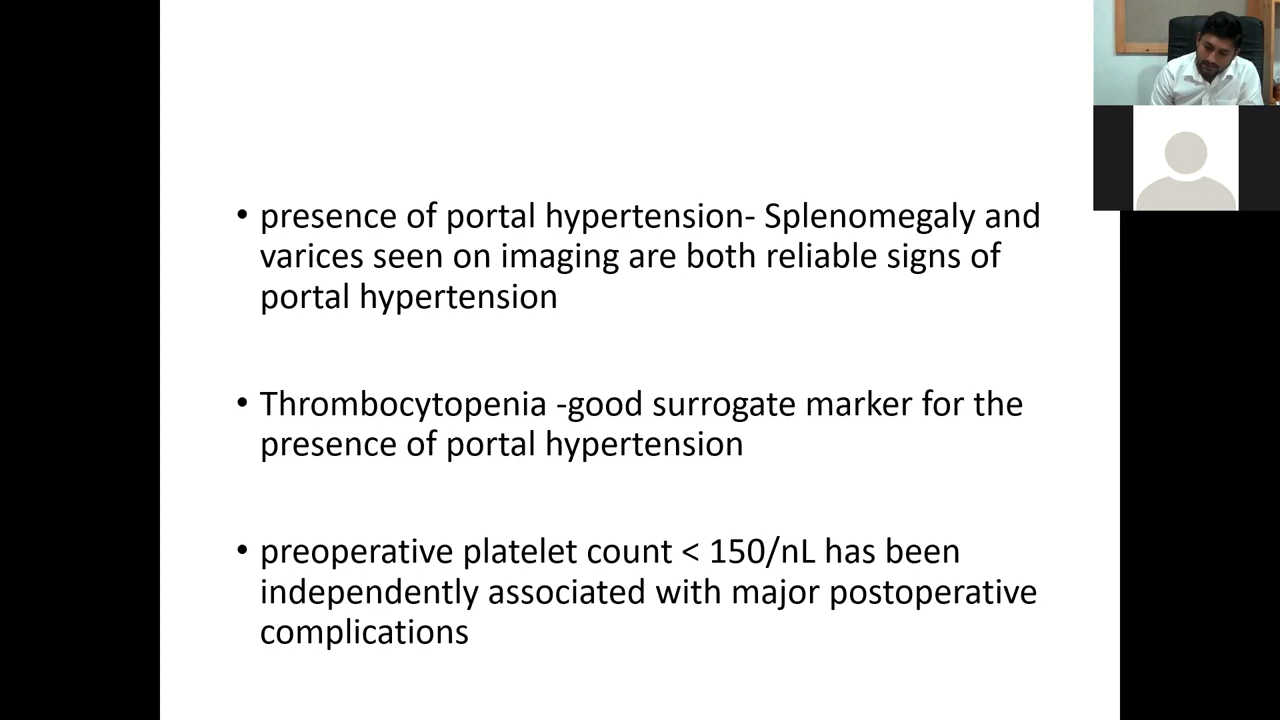 • presence of portal hypertension- Splenomegaly and
varices seen on imaging are both reliable signs of
portal hypertension
• Thrombocytopenia -good surrogate marker for the
presence of portal hypertension
• preoperative platelet count < 150/nL has been
independently associated with major postoperative
complications